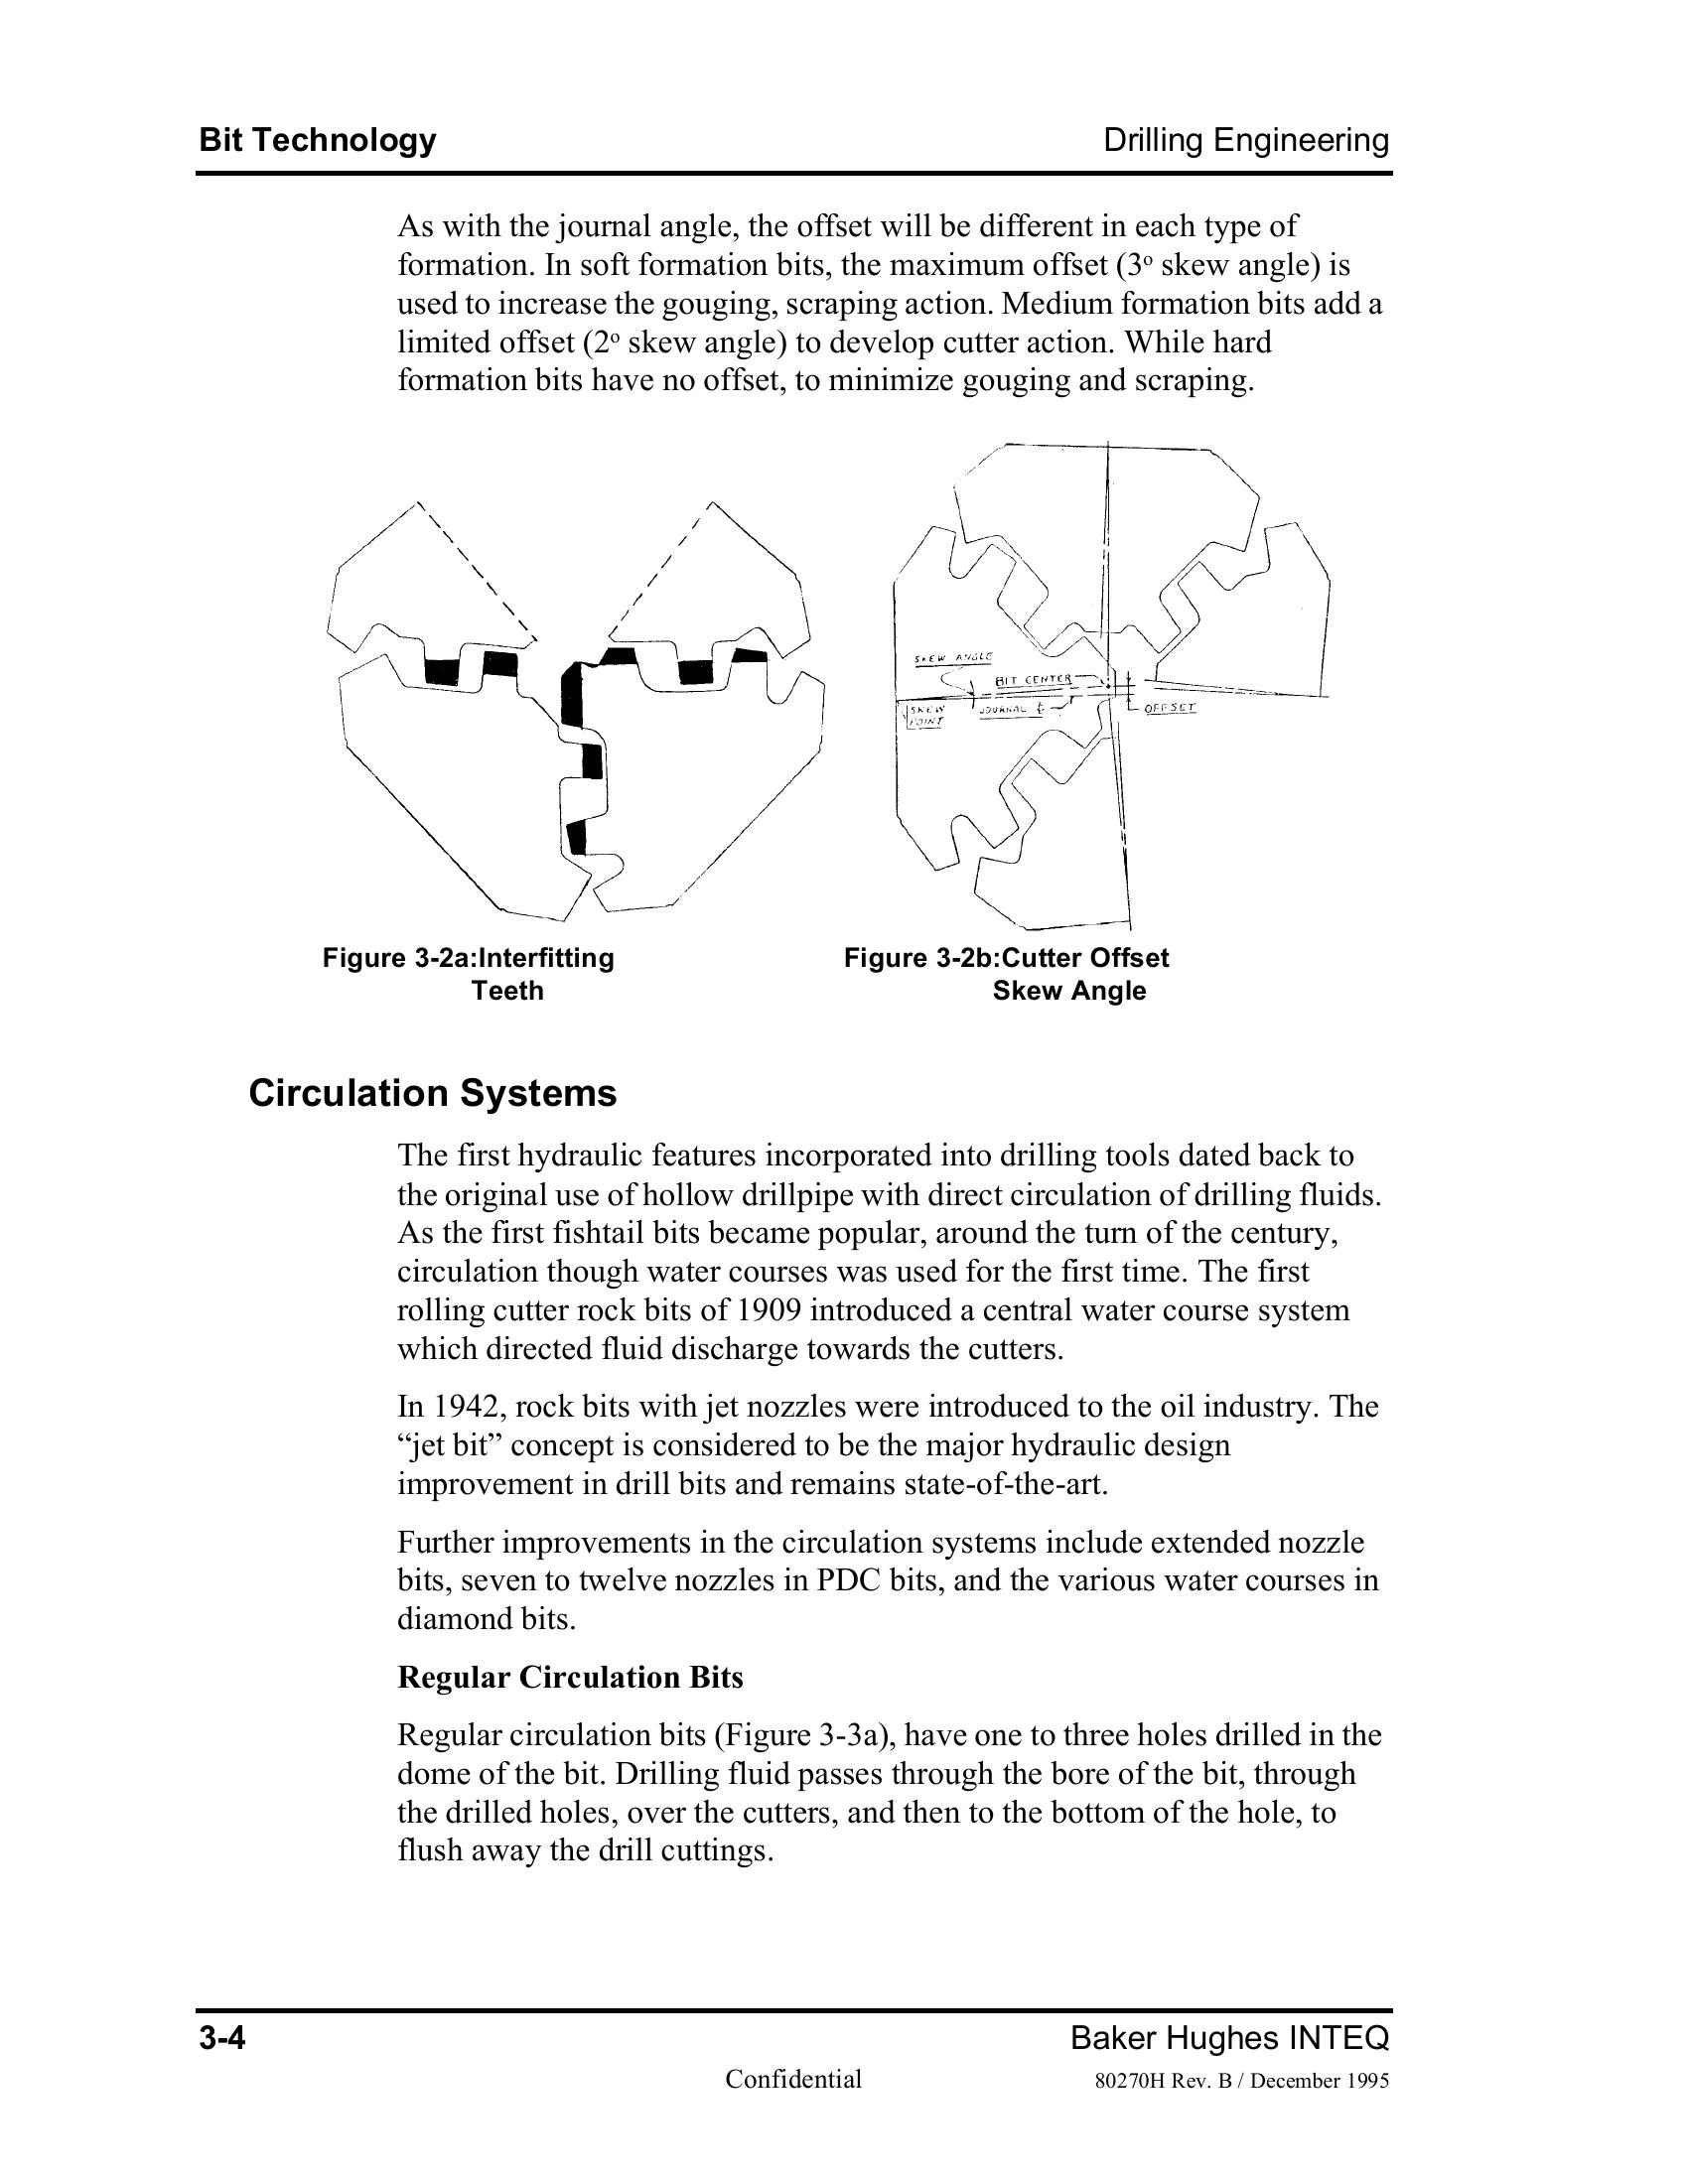 Bit Technology
Drilling Engineering
As with the journal angle, the offset will be different in each type of
formation. In soft formation bits, the maximum offset (3º skew angle) is
used to increase the gouging, scraping action. Medium formation bits add a
limited offset (2º skew angle) to develop cutter action. While hard
formation bits have no offset, to minimize gouging and scraping.
SKEW ANGLE
BIT CENTER
SKEW
POINT
JOURNAL ℄
OFFSET
Figure 3-2a:Interfitting
Teeth
Figure 3-2b:Cutter Offset
Skew Angle
Circulation Systems
The first hydraulic features incorporated into drilling tools dated back to
the original use of hollow drillpipe with direct circulation of drilling fluids.
As the first fishtail bits became popular, around the turn of the century,
circulation though water courses was used for the first time. The first
rolling cutter rock bits of 1909 introduced a central water course system
which directed fluid discharge towards the cutters.
In 1942, rock bits with jet nozzles were introduced to the oil industry. The
“jet bit” concept is considered to be the major hydraulic design
improvement in drill bits and remains state-of-the-art.
Further improvements in the circulation systems include extended nozzle
bits, seven to twelve nozzles in PDC bits, and the various water courses in
diamond bits.
Regular Circulation Bits
Regular circulation bits (Figure 3-3a), have one to three holes drilled in the
dome of the bit. Drilling fluid passes through the bore of the bit, through
the drilled holes, over the cutters, and then to the bottom of the hole, to
flush away the drill cuttings.
3-4
Baker Hughes INTEQ
Confidential
80270H Rev. B / December 1995